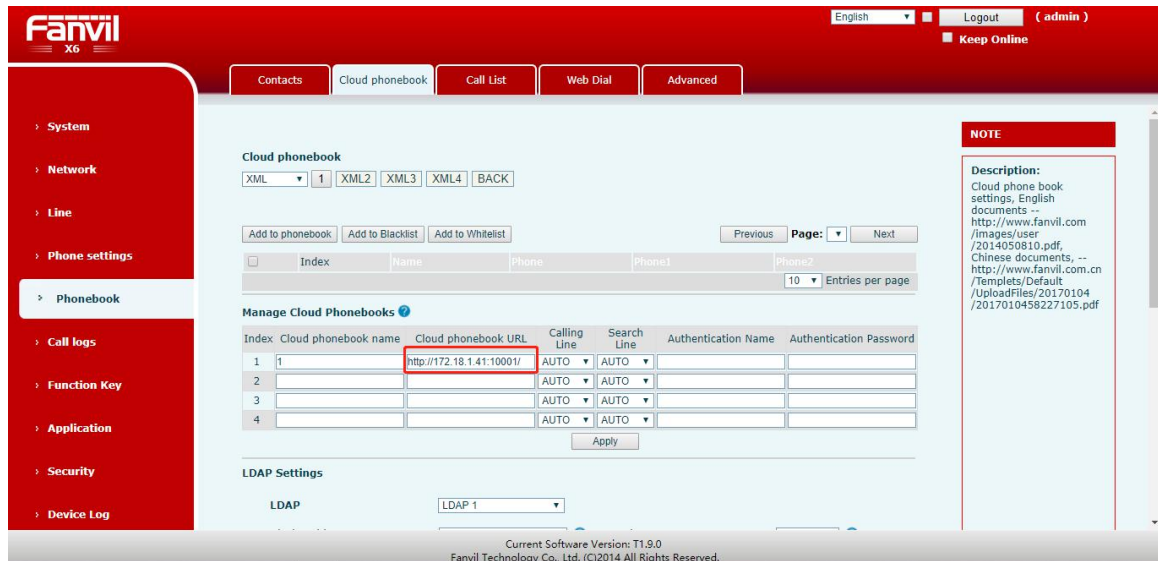 Fanvil
X6
English
Logout
( admin )
Keep Online
Contacts
Cloud phonebook
Call List
Web Dial
Advanced
› System
› Network
› Line
› Phone settings
› Phonebook
› Call logs
› Function Key
› Application
› Security
› Device Log
Cloud phonebook
XML 1 XML2 XML3 XML4 BACK
Add to phonebook Add to Blacklist Add to Whitelist Previous Page: Next
Index Name Phone Phone1 Phone2
10 Entries per page
Manage Cloud Phonebooks ?
Index Cloud phonebook name Cloud phonebook URL Calling Line Search Line Authentication Name Authentication Password
1 1 http://172.18.1.41:10001/ AUTO AUTO
2 AUTO AUTO
3 AUTO AUTO
4 AUTO AUTO
Apply
LDAP Settings
LDAP LDAP 1
NOTE
Description:
Cloud phone book
settings, English
documents --
http://www.fanvil.com
/images/user
/2014050810.pdf,
Chinese documents, --
http://www.fanvil.com.cn
/Templets/Default
/UploadFiles/20170104
/2017010458227105.pdf
Current Software Version: T1.9.0
Fanvil Technology Co., Ltd. (C)2014 All Rights Reserved.